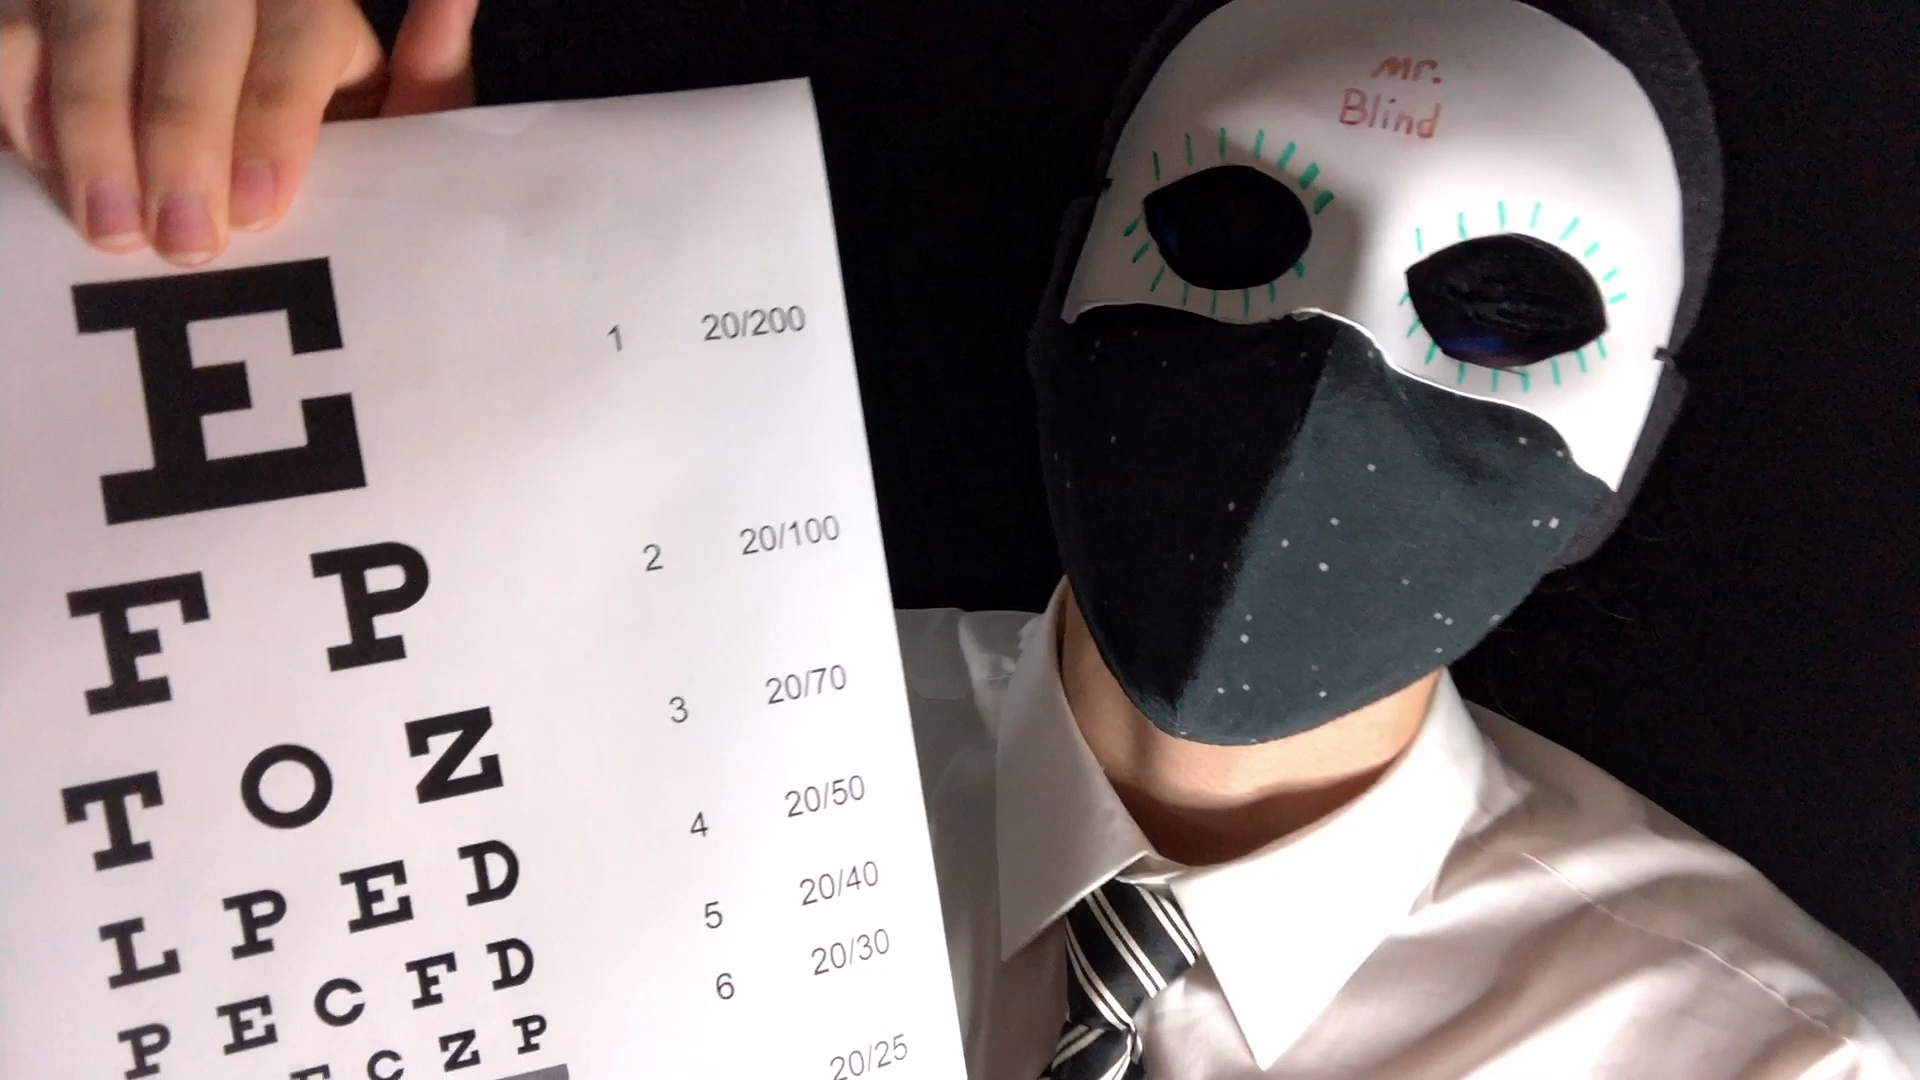 mr.
Blind
E 1 20/200
F P 2 20/100
T O Z 3 20/70
L P E D 4 20/50
P E C F D 5 20/40
F C Z P 6 20/30
20/25